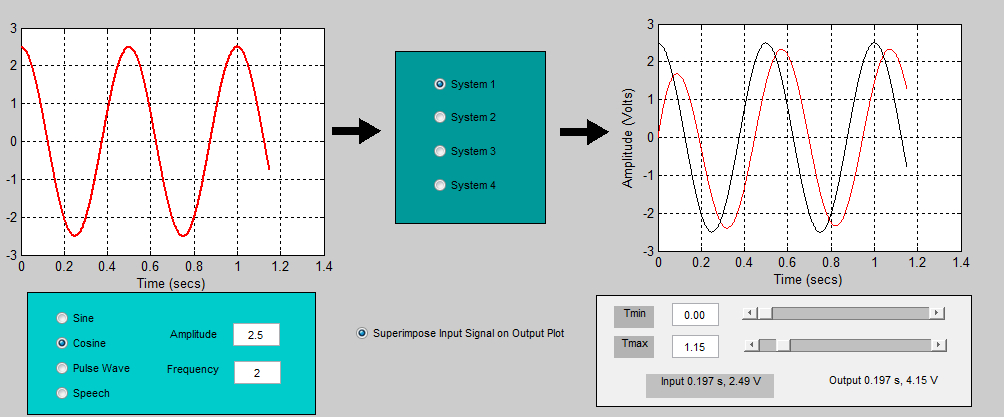 3
2
1
0
-1
-2
-3
0 0.2 0.4 0.6 0.8 1 1.2 1.4
Time (secs)
System 1
System 2
System 3
System 4
Amplitude (Volts)
3
2
1
0
-1
-2
-3
0 0.2 0.4 0.6 0.8 1 1.2 1.4
Time (secs)
Sine
Cosine
Pulse Wave
Speech
Amplitude 2.5
Frequency 2
Superimpose Input Signal on Output Plot
Tmin 0.00
Tmax 1.15
Input 0.197 s, 2.49 V Output 0.197 s, 4.15 V